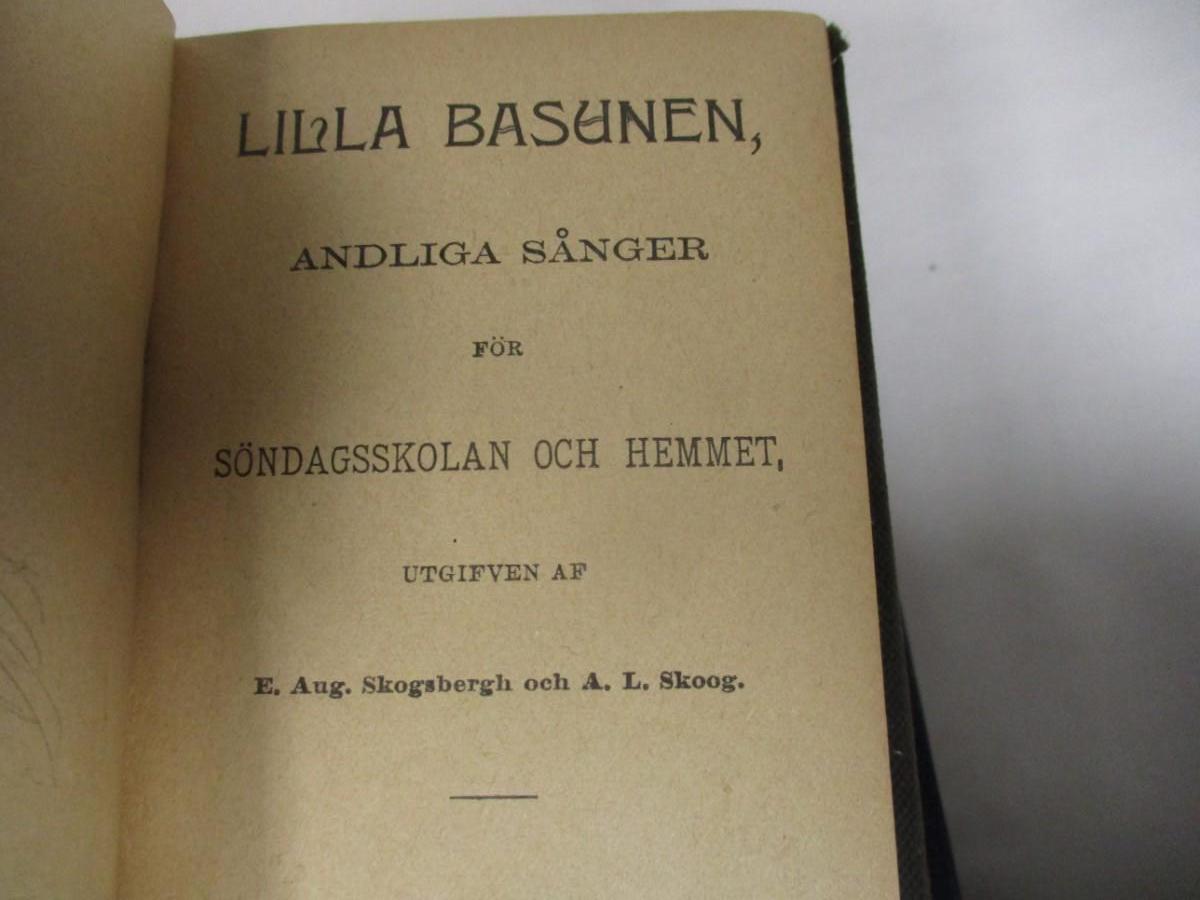 LILLA BASUNEN,
ANDLIGA SÅNGER
FÖR
SÖNDAGSSKOLAN OCH HEMMET,
UTGIFVEN AF
E. Aug. Skogsbergh och A. L. Skoog.